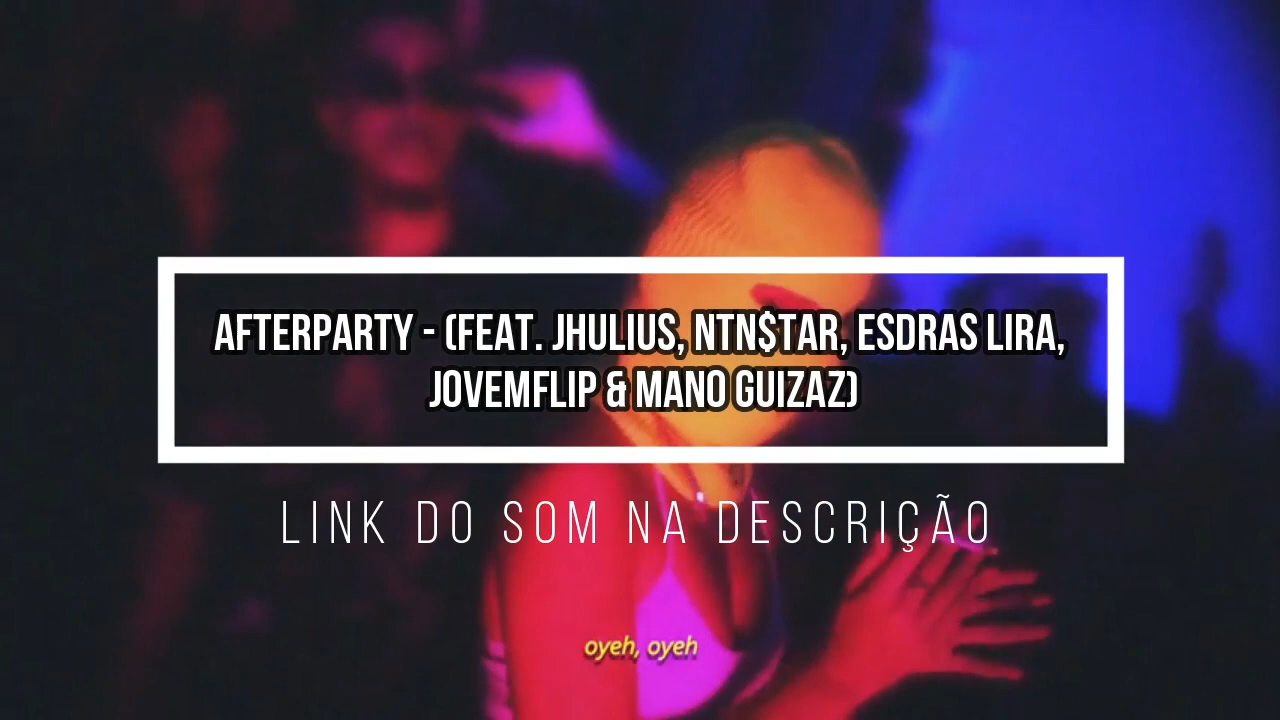 AFTERPARTY - (FEAT. JHULIUS, NTN$TAR, ESDRAS LIRA,
JOVEMFLIP & MANO GUIZAZ)
LINK DO SOM NA DESCRIÇÃO
oyeh, oyeh